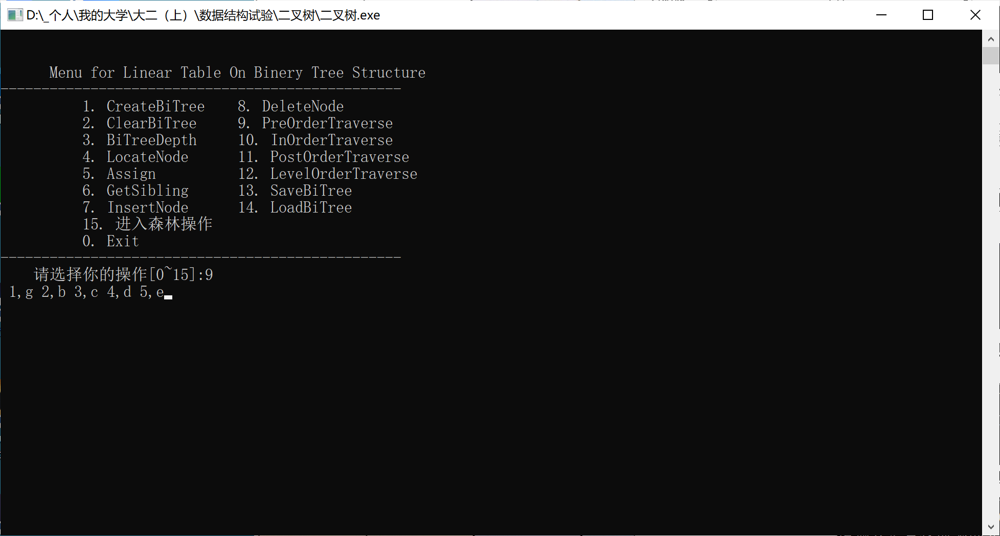 D:\_个人\我的大学\大二（上）\数据结构试验\二叉树\二叉树.exe
Menu for Linear Table On Binery Tree Structure
-------------------------------------------------
1. CreateBiTree 8. DeleteNode
2. ClearBiTree 9. PreOrderTraverse
3. BiTreeDepth 10. InOrderTraverse
4. LocateNode 11. PostOrderTraverse
5. Assign 12. LevelOrderTraverse
6. GetSibling 13. SaveBiTree
7. InsertNode 14. LoadBiTree
15. 进入森林操作
0. Exit
-------------------------------------------------
请选择你的操作[0~15]:9
1,g 2,b 3,c 4,d 5,e